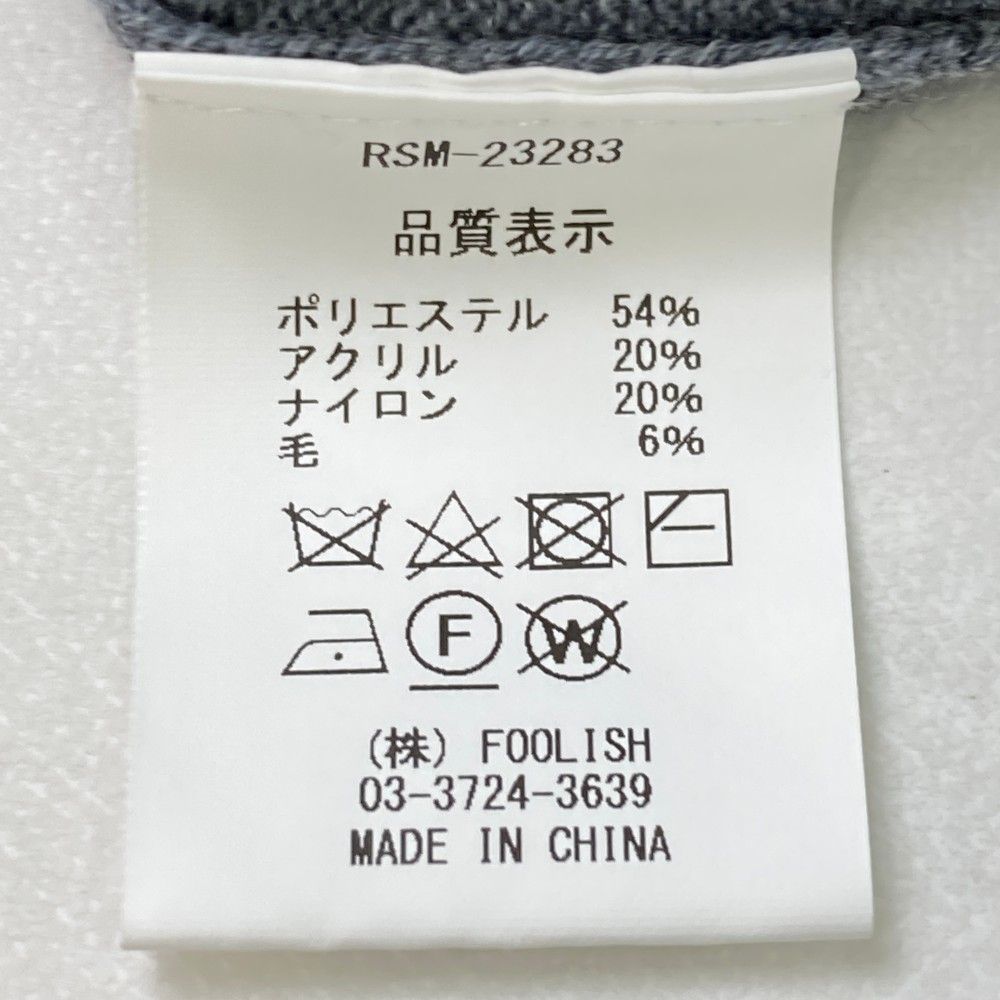 RSM-23283
品質表示
ポリエステル 54%
アクリル 20%
ナイロン 20%
毛 6%
F W
(株) FOOLISH
03-3724-3639
MADE IN CHINA